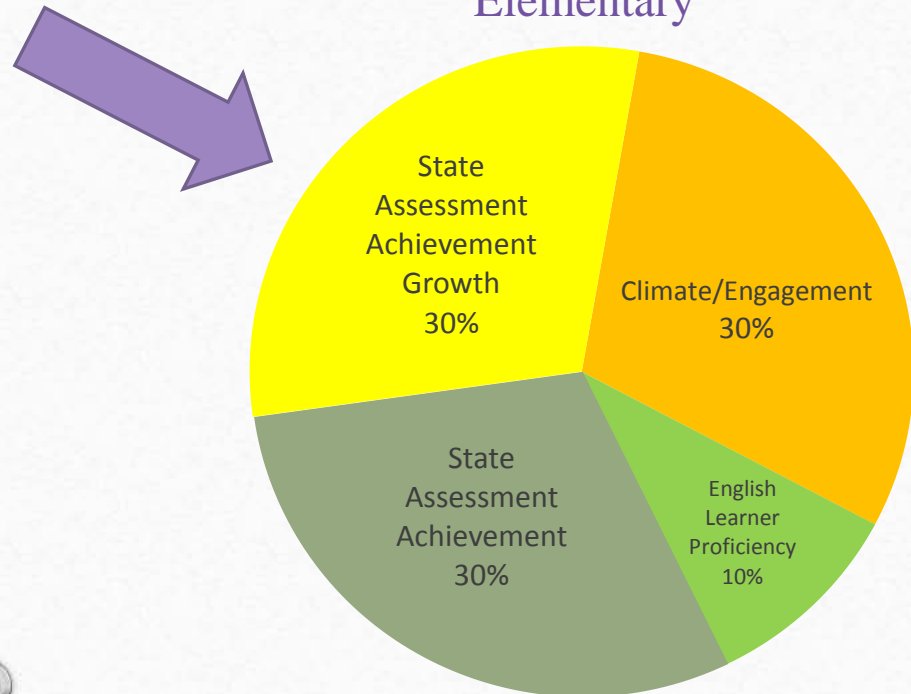 Elementary
State
Assessment
Achievement
Growth
30%
Climate/Engagement
30%
State
Assessment
Achievement
30%
English
Learner
Proficiency
10%